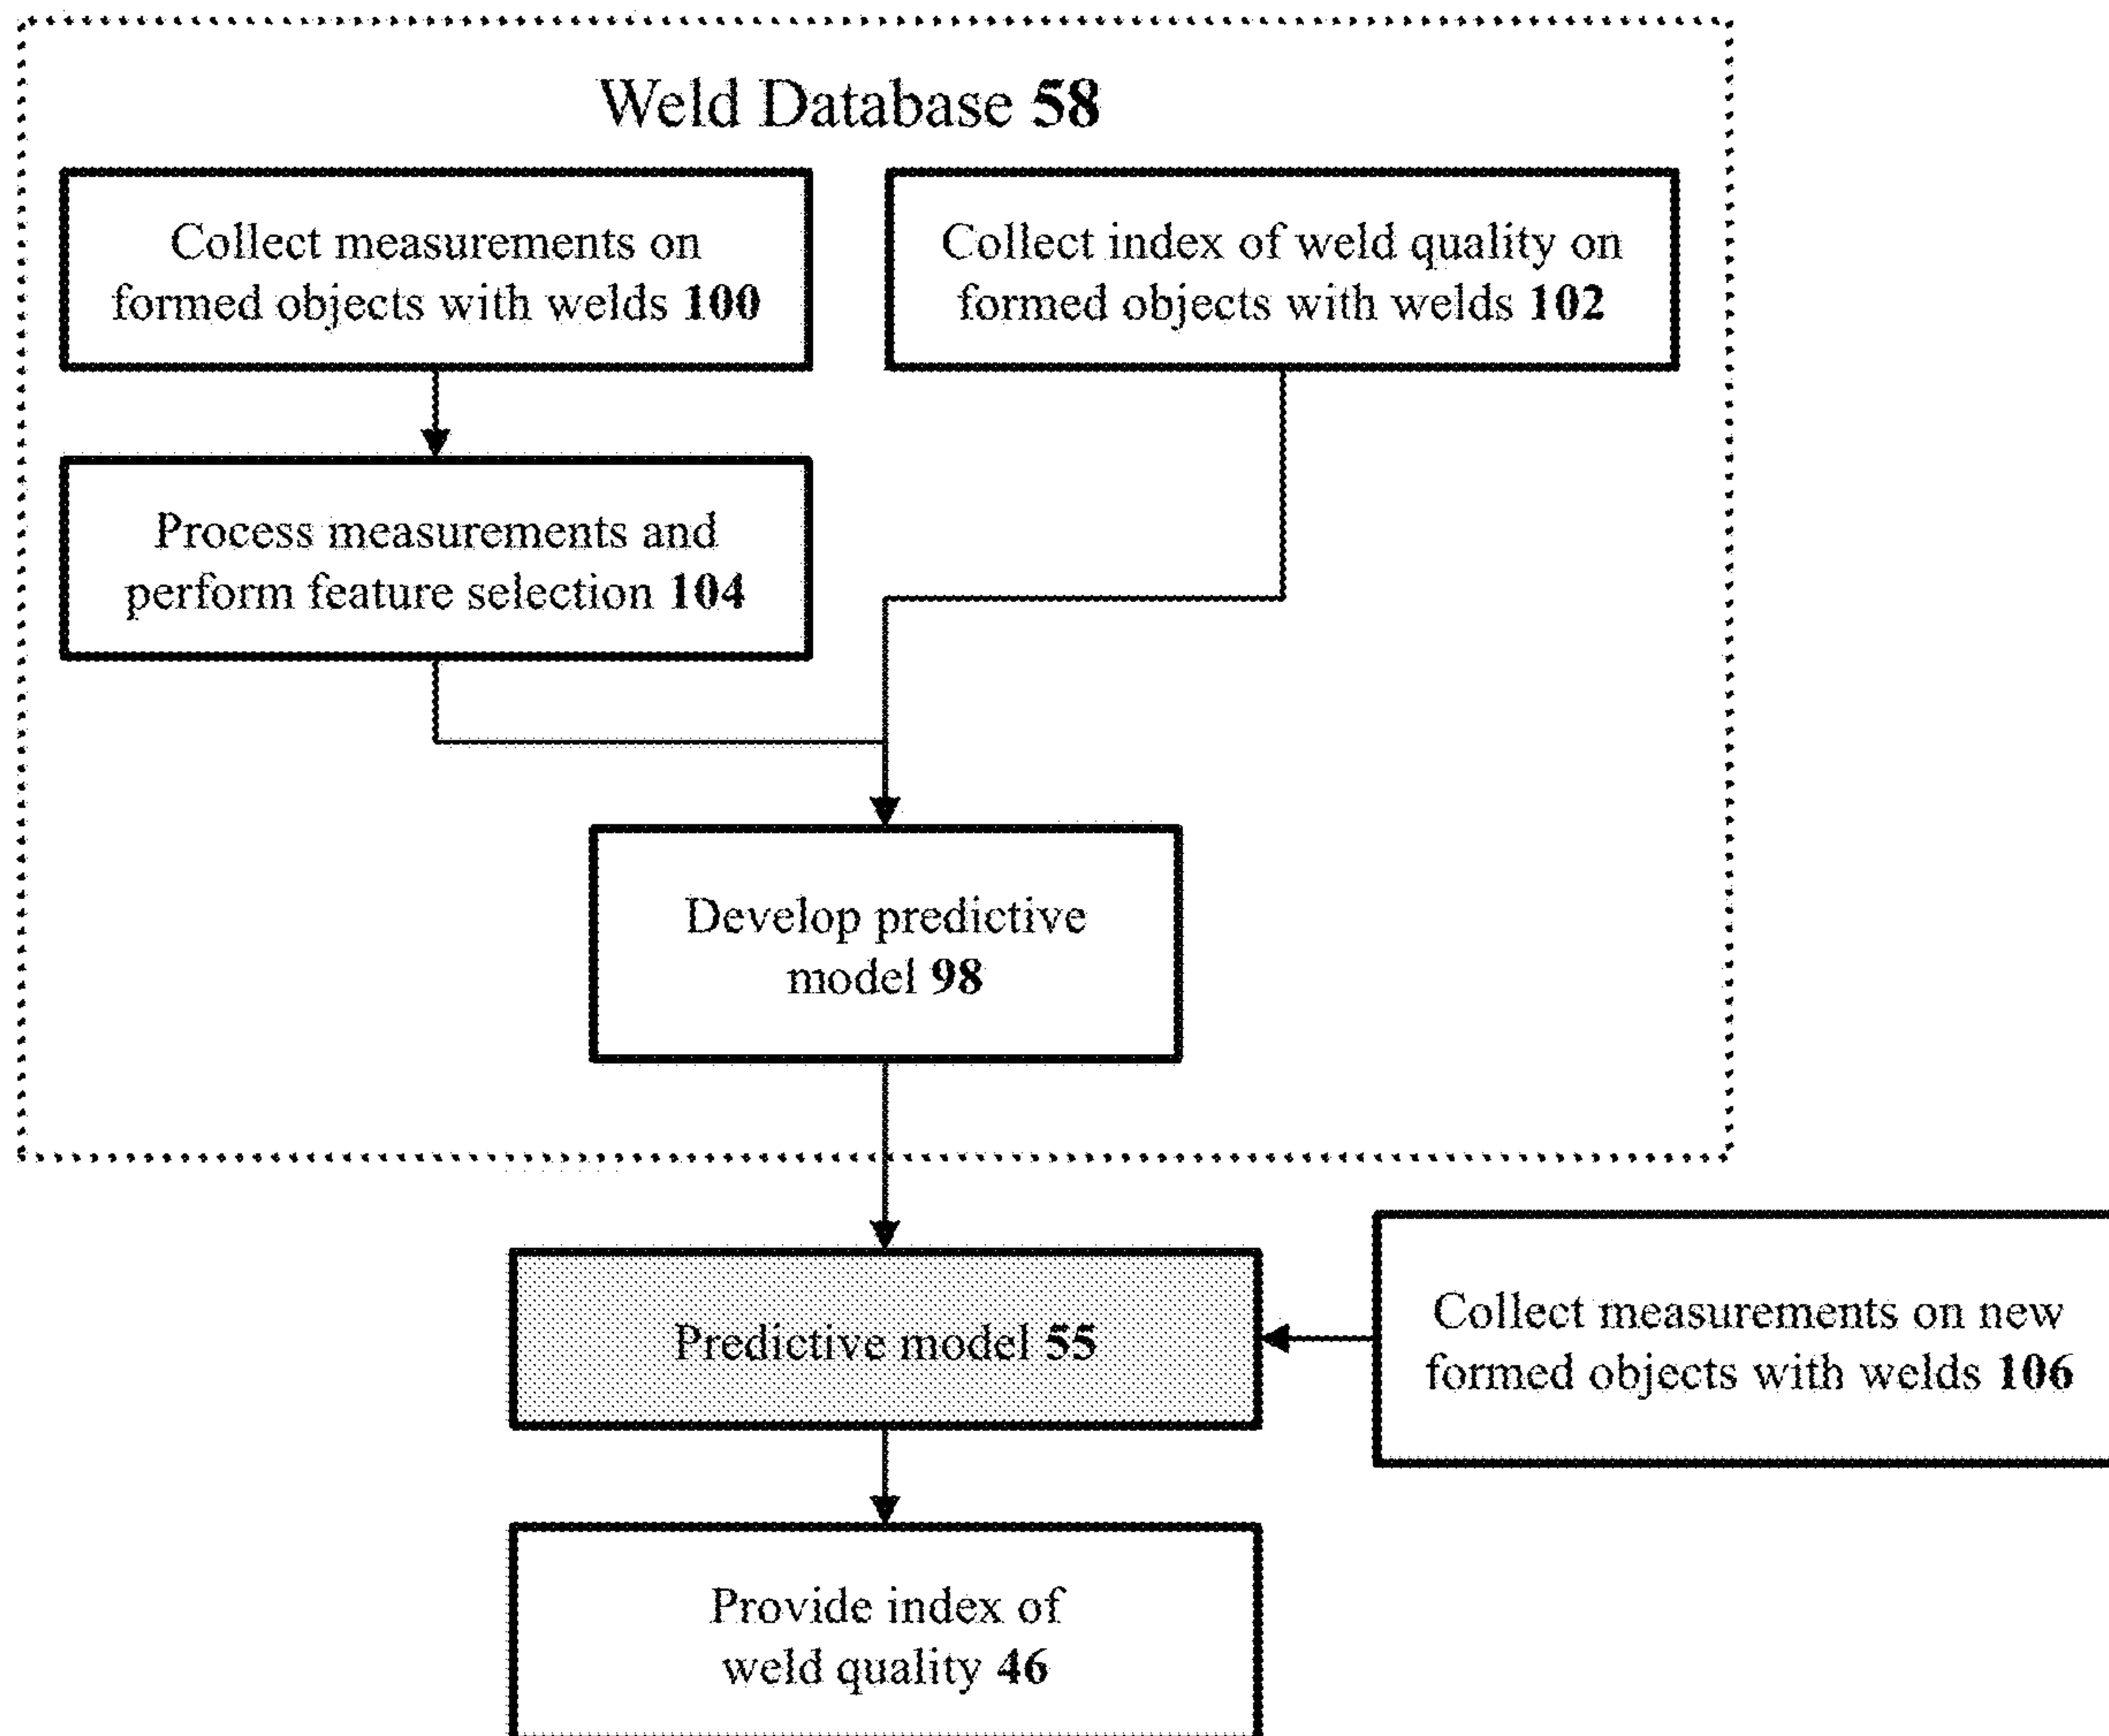 Weld Database 58
Collect measurements on
formed objects with welds 100
Collect index of weld quality on
formed objects with welds 102
Process measurements and
perform feature selection 104
Develop predictive
model 98
Predictive model 55
Collect measurements on new
formed objects with welds 106
Provide index of
weld quality 46